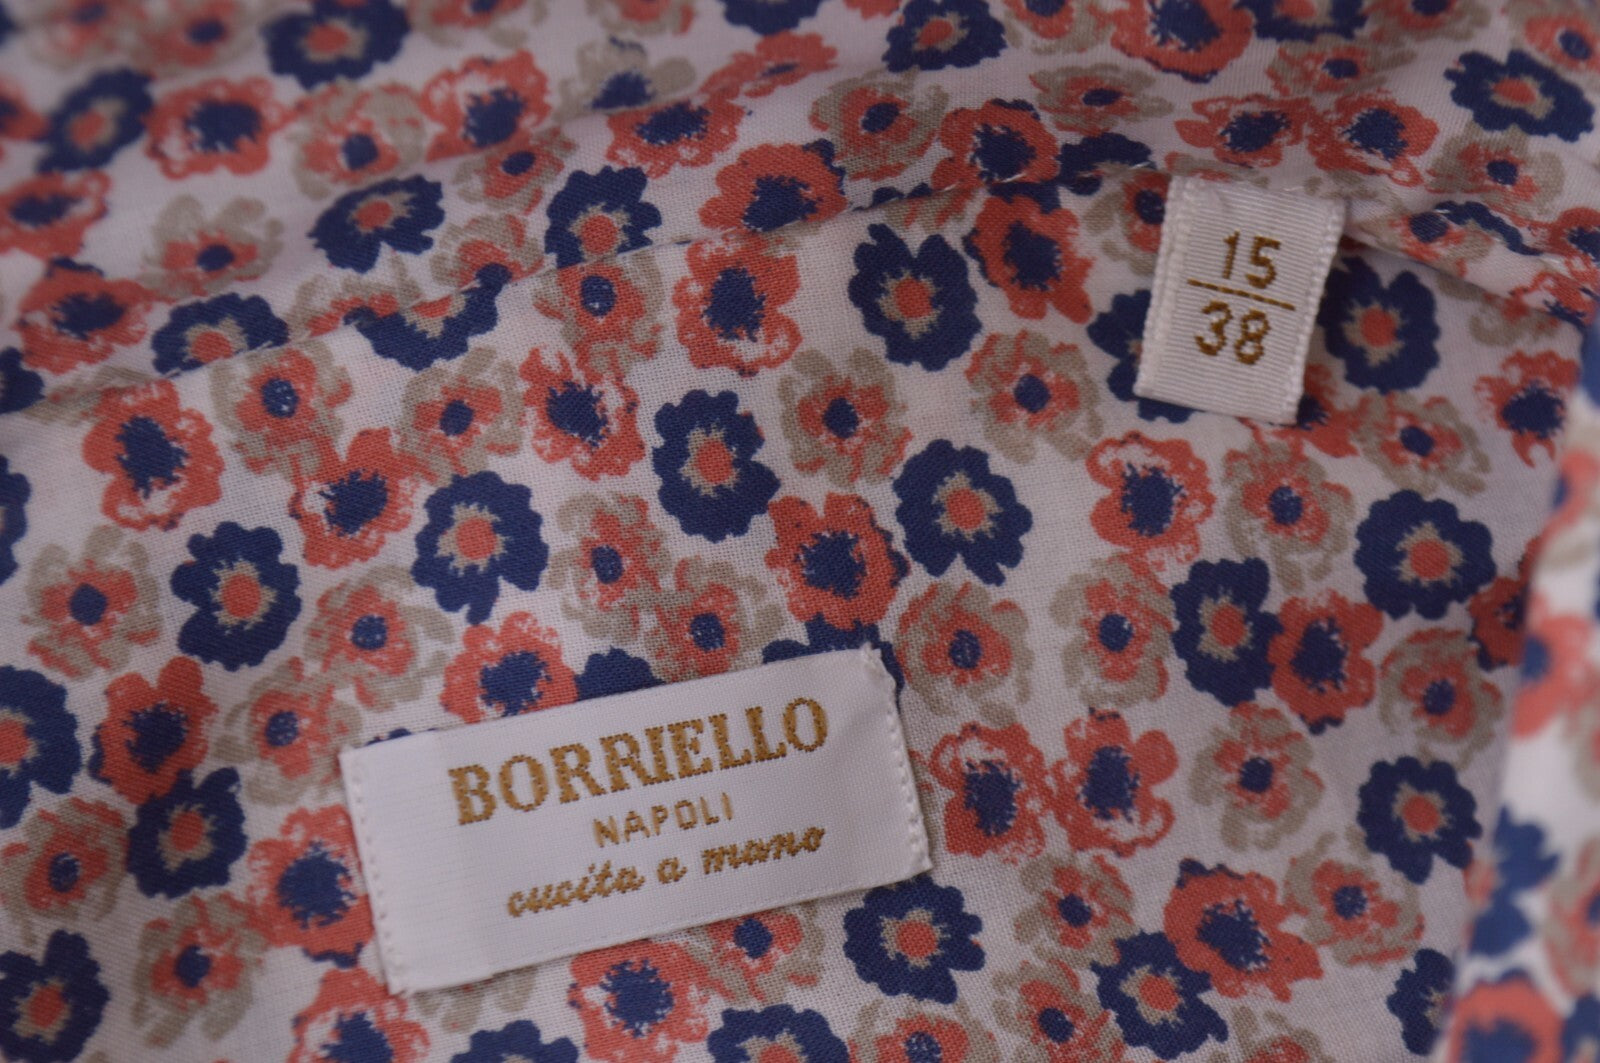 15
38
BORRIELLO
NAPOLI
cucita a mano